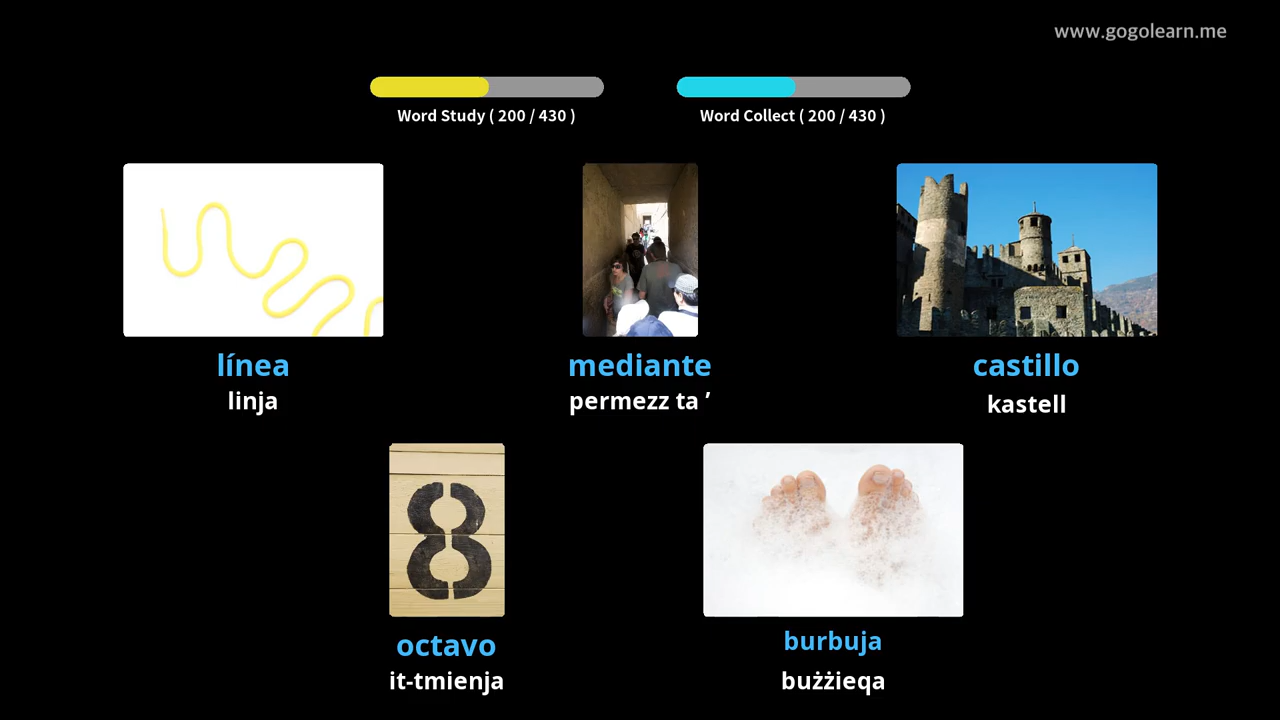 www.gogolearn.me
Word Study ( 200 / 430 )
Word Collect ( 200 / 430 )
línea
linja
mediante
permezz ta ’
castillo
kastell
8
octavo
it-tmienja
burbuja
bużżieqa